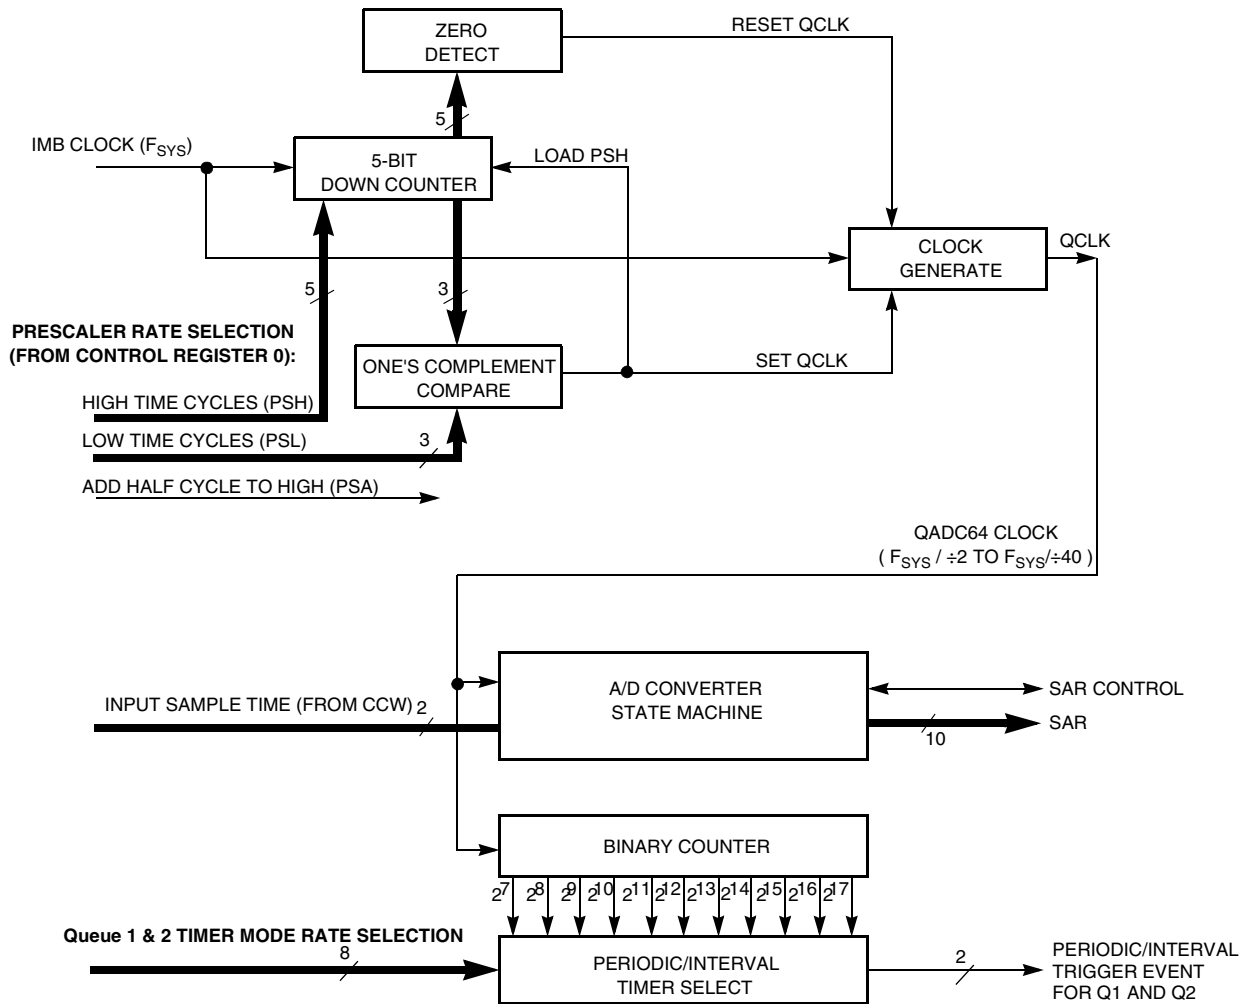 ZERO
DETECT
RESET QCLK
5
IMB CLOCK (FSYS)
5-BIT
DOWN COUNTER
LOAD PSH
CLOCK
GENERATE
QCLK
5
3
PRESCALER RATE SELECTION
(FROM CONTROL REGISTER 0):
ONE'S COMPLEMENT
COMPARE
SET QCLK
HIGH TIME CYCLES (PSH)
LOW TIME CYCLES (PSL)
3
ADD HALF CYCLE TO HIGH (PSA)
QADC64 CLOCK
( FSYS / ÷2 TO FSYS/÷40 )
INPUT SAMPLE TIME (FROM CCW)
2
A/D CONVERTER
STATE MACHINE
SAR CONTROL
SAR
10
BINARY COUNTER
2^7 2^8 2^9 2^10 2^11 2^12 2^13 2^14 2^15 2^16 2^17
Queue 1 & 2 TIMER MODE RATE SELECTION
8
PERIODIC/INTERVAL
TIMER SELECT
2
PERIODIC/INTERVAL
TRIGGER EVENT
FOR Q1 AND Q2